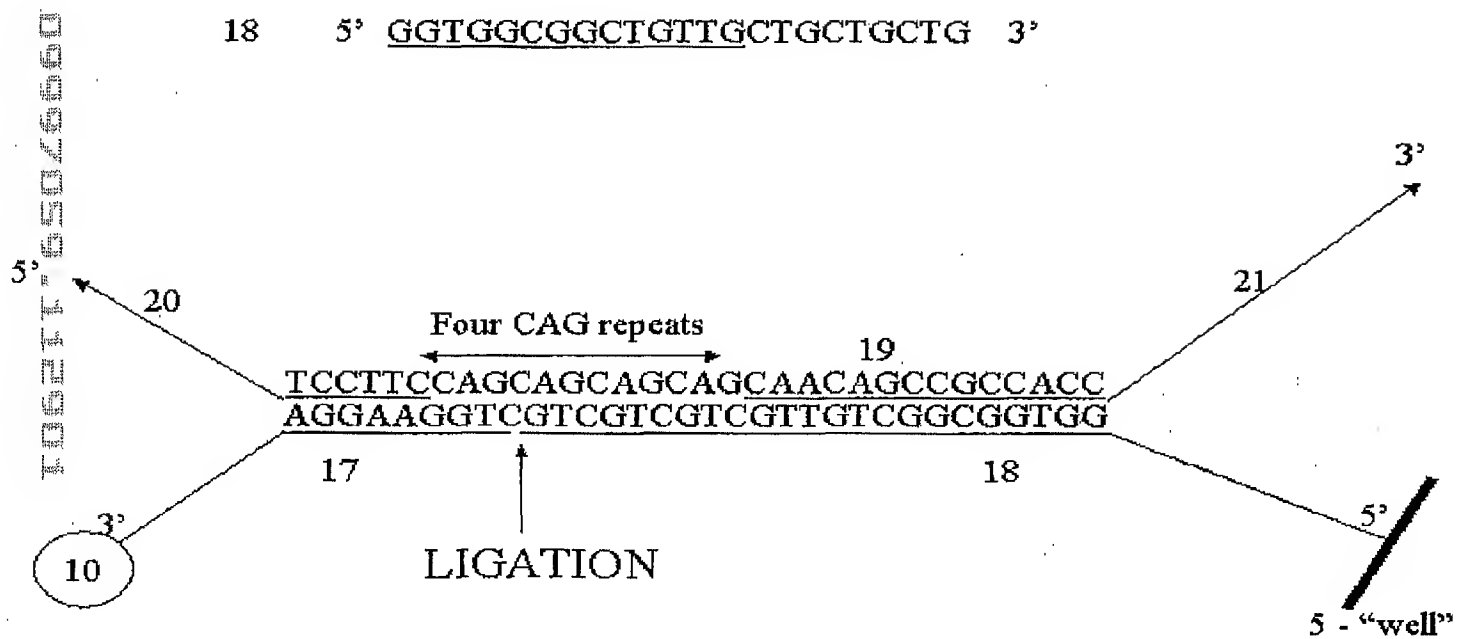 18 5’ GGTGGCGGCTGTTGCTGCTGCTG 3’
3’
5’
20
21
Four CAG repeats
19
TCCTTCCAGCAGCAGCAGCAACAGCCGCCACC
AGGAAGGTCGTCGTCGTCGTTGTCGGCGGTGG
17
18
3’
5’
10
LIGATION
5 - “well”